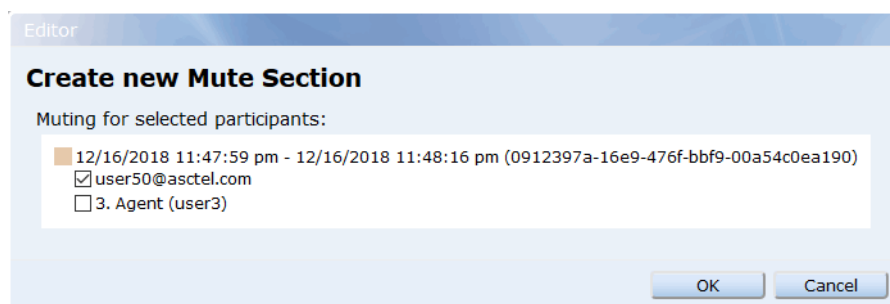 Editor
Create new Mute Section
Muting for selected participants:
12/16/2018 11:47:59 pm - 12/16/2018 11:48:16 pm (0912397a-16e9-476f-bbf9-00a54c0ea190)
user50@asctel.com
3. Agent (user3)
OK Cancel